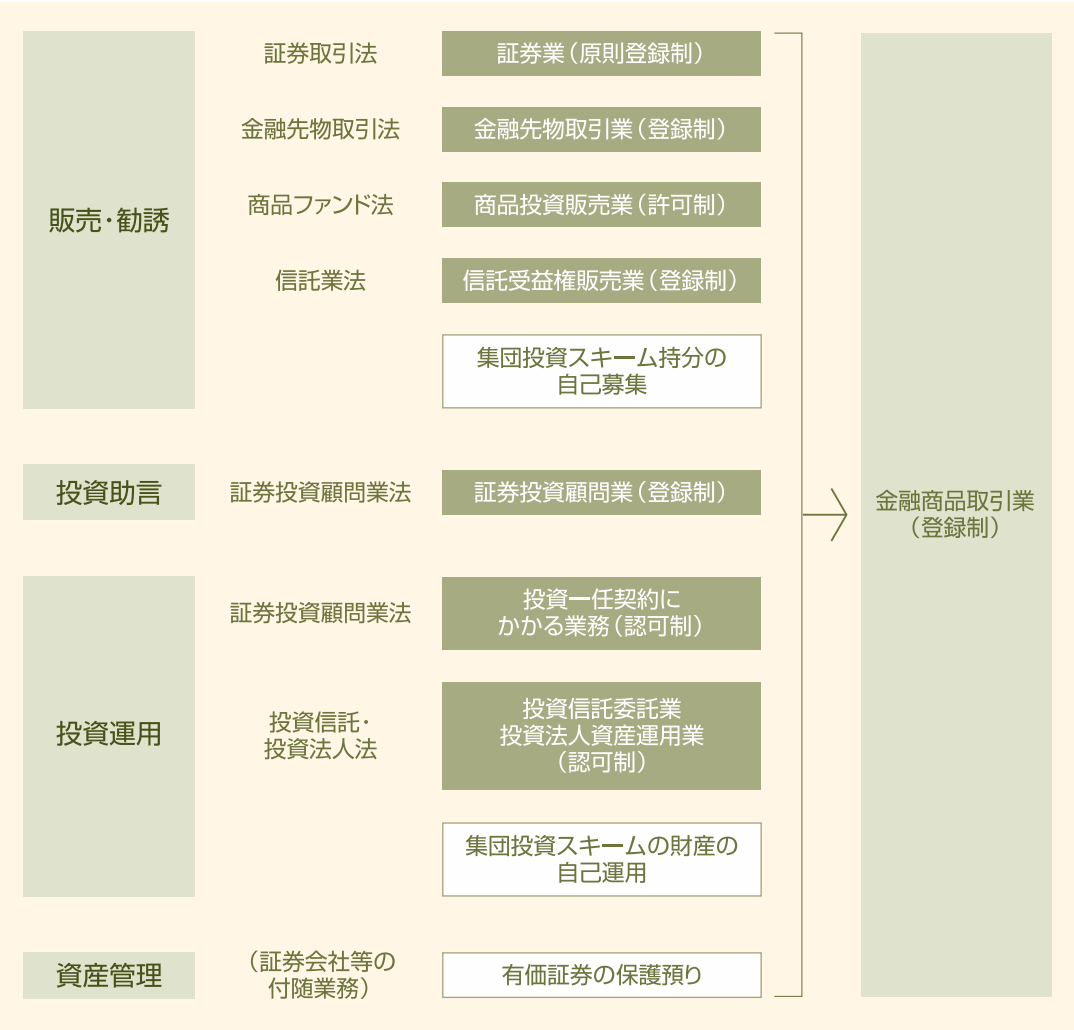 販売・勧誘
証券取引法
証券業（原則登録制）
金融先物取引法
金融先物取引業（登録制）
商品ファンド法
商品投資販売業（許可制）
信託業法
信託受益権販売業（登録制）
集団投資スキーム持分の
自己募集
投資助言
証券投資顧問業法
証券投資顧問業（登録制）
投資運用
証券投資顧問業法
投資一任契約に
かかる業務（認可制）
投資信託・
投資法人法
投資信託委託業
投資法人資産運用業
（認可制）
集団投資スキームの財産の
自己運用
資産管理
（証券会社等の
付随業務）
有価証券の保護預り
金融商品取引業
（登録制）